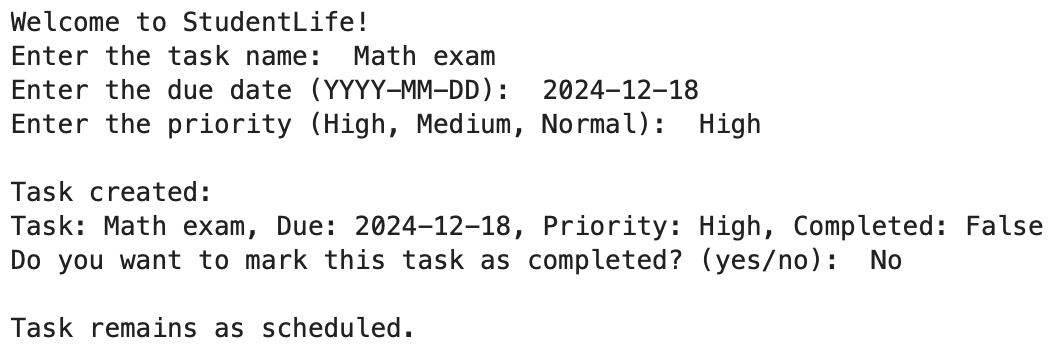 Welcome to StudentLife!
Enter the task name:  Math exam
Enter the due date (YYYY-MM-DD):  2024-12-18
Enter the priority (High, Medium, Normal):  High

Task created:
Task: Math exam, Due: 2024-12-18, Priority: High, Completed: False
Do you want to mark this task as completed? (yes/no):  No

Task remains as scheduled.